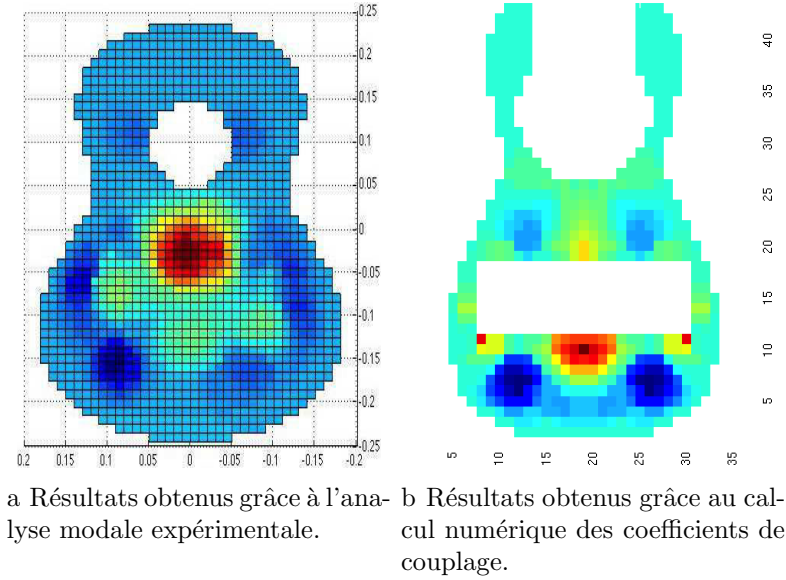 0.25
0.2
0.15
0.1
0.05
0
-0.05
-0.1
-0.15
-0.2
-0.25
0.2 0.15 0.1 0.05 0 -0.05 -0.1 -0.15 -0.2
40
35
30
25
20
15
10
5
5 10 15 20 25 30 35
a Résultats obtenus grâce à l'ana-
lyse modale expérimentale.
b Résultats obtenus grâce au cal-
cul numérique des coefficients de
couplage.